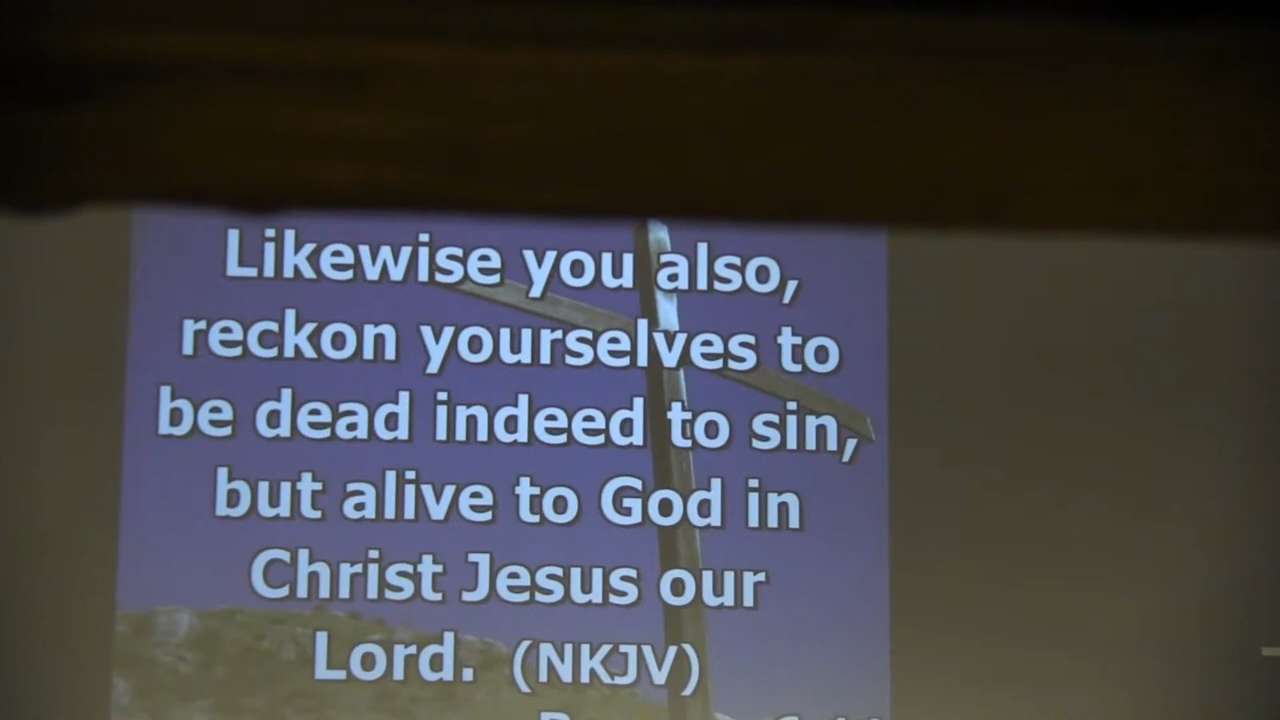 Likewise you also,
reckon yourselves to
be dead indeed to sin,
but alive to God in
Christ Jesus our
Lord. (NKJV)